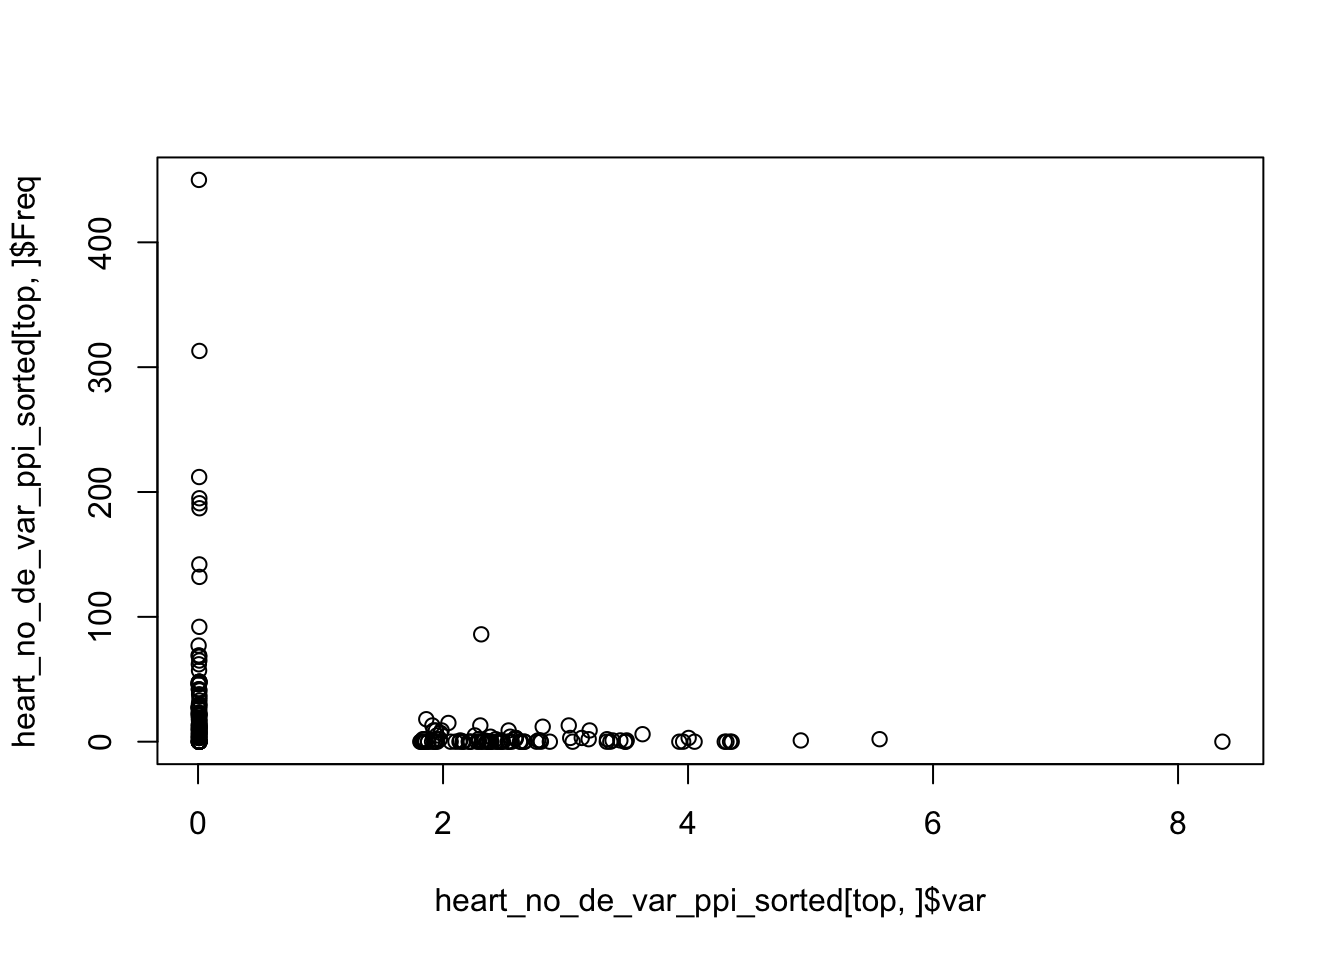 heart_no_de_var_ppi_sorted[top, ]$Freq
400
300
200
100
0
0 2 4 6 8
heart_no_de_var_ppi_sorted[top, ]$var